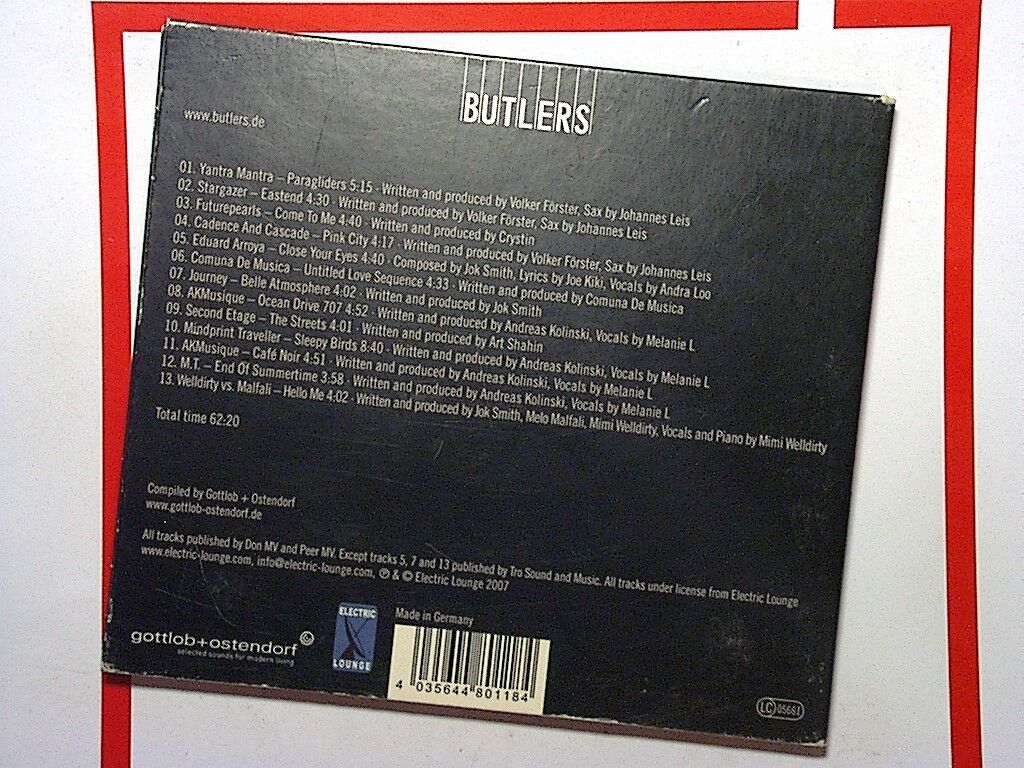 BUTLERS
www.butlers.de
01. Yantra Mantra – Paragliders 5:15 · Written and produced by Volker Förster, Sax by Johannes Leis
02. Stargazer – Eastend 4:30 · Written and produced by Volker Förster, Sax by Johannes Leis
03. Futurepearls – Come To Me 4:40 · Written and produced by Crystin
04. Cadence And Cascade – Pink City 4:17 · Written and produced by Volker Förster, Sax by Johannes Leis
05. Eduard Arroya – Close Your Eyes 4:40 · Composed by Jok Smith, Lyrics by Joe Kiki, Vocals by Andra Loo
06. Comuna De Musica – Untitled Love Sequence 4:33 · Written and produced by Comuna De Musica
07. Journey – Belle Atmosphere 4:02 · Written and produced by Jok Smith
08. AKMusique – Ocean Drive 707 4:52 · Written and produced by Andreas Kolinski, Vocals by Melanie L
09. Second Etage – The Streets 4:01 · Written and produced by Art Shahin
10. Mindprint Traveller – Sleepy Birds 8:40 · Written and produced by Andreas Kolinski, Vocals by Melanie L
11. AKMusique – Café Noir 4:51 · Written and produced by Andreas Kolinski, Vocals by Melanie L
12. M.T. – End Of Summertime 3:58 · Written and produced by Andreas Kolinski, Vocals by Melanie L
13. Welldirty vs. Malfali – Hello Me 4:02 · Written and produced by Jok Smith, Melo Malfali, Mimi Welldirty, Vocals and Piano by Mimi Welldirty
Total time 62:20
Compiled by Gottlob + Ostendorf
www.gottlob-ostendorf.de
All tracks published by Don MV and Peer MV. Except tracks 5, 7 and 13 published by Tro Sound and Music. All tracks under license from Electric Lounge
www.electric-lounge.com, info@electric-lounge.com, ℗ & © Electric Lounge 2007
gottlob+ostendorf
selected sounds for modern living
ELECTRIC
LOUNGE
Made in Germany
4 035644 801184
LC 05661